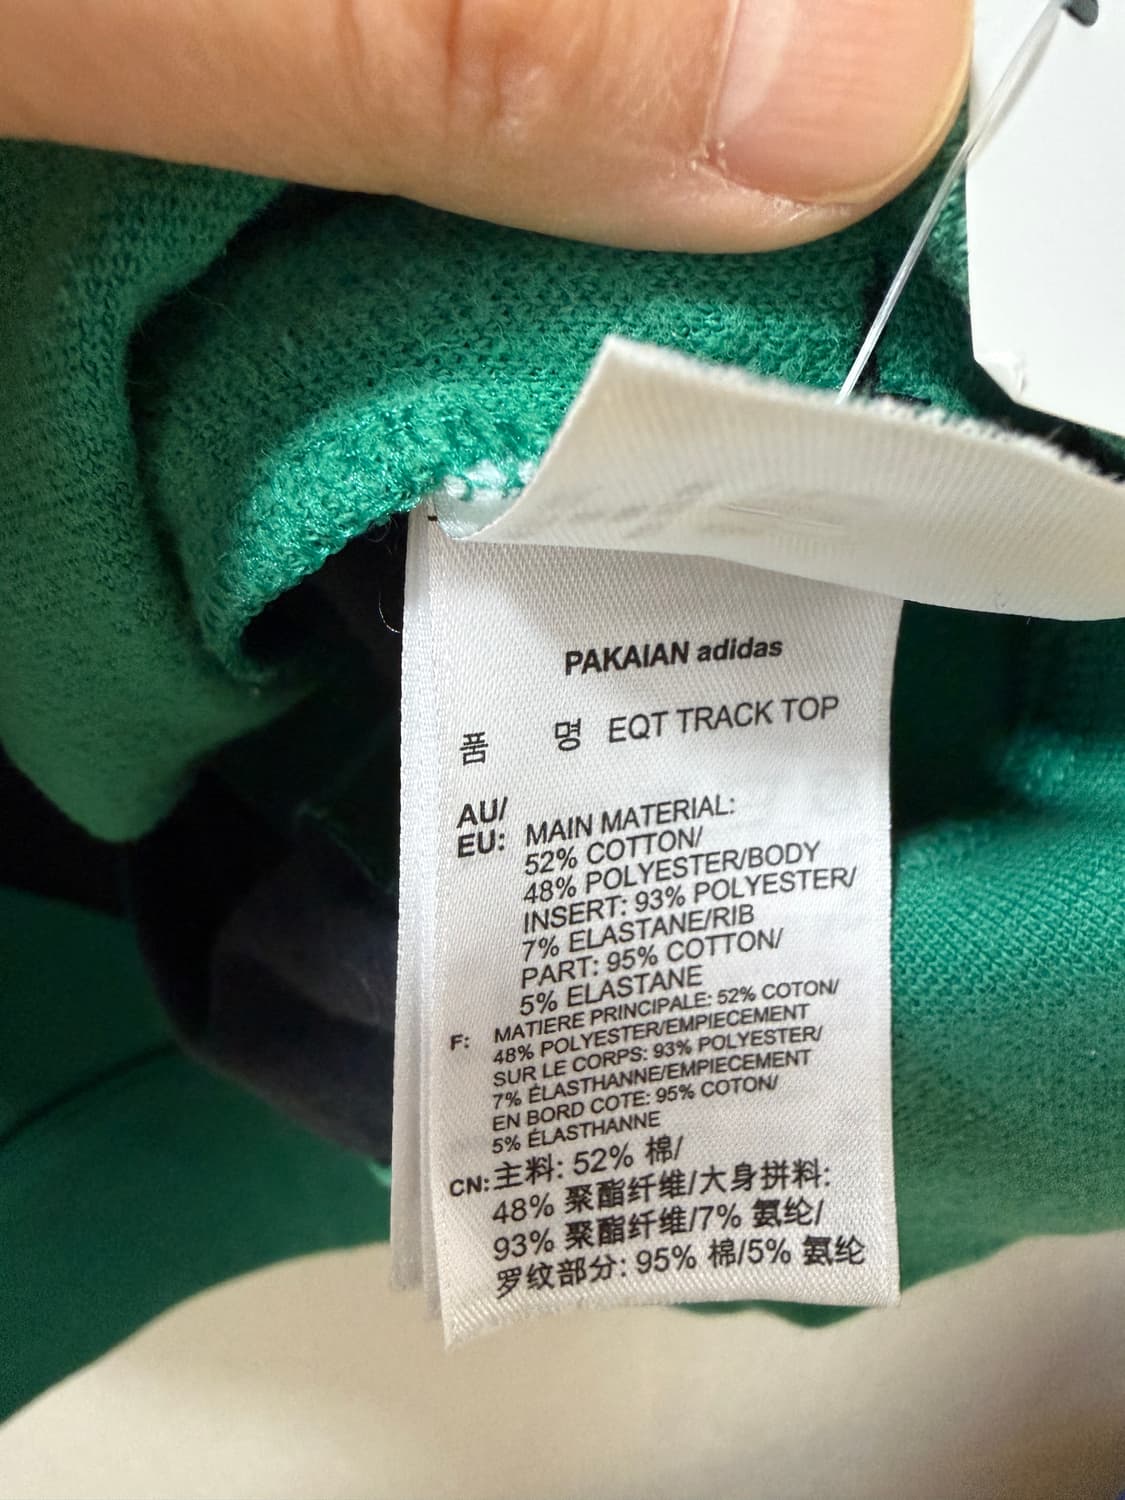 PAKAIAN adidas
품 명 EQT TRACK TOP
AU/
EU: MAIN MATERIAL:
52% COTTON/
48% POLYESTER/BODY
INSERT: 93% POLYESTER/
7% ELASTANE/RIB
PART: 95% COTTON/
5% ELASTANE
F: MATIERE PRINCIPALE: 52% COTON/
48% POLYESTER/EMPIECEMENT
SUR LE CORPS: 93% POLYESTER/
7% ÉLASTHANNE/EMPIECEMENT
EN BORD COTE: 95% COTON/
5% ÉLASTHANNE
CN: 主料: 52% 棉/
48% 聚酯纤维/大身拼料:
93% 聚酯纤维/7% 氨纶/
罗纹部分: 95% 棉/5% 氨纶